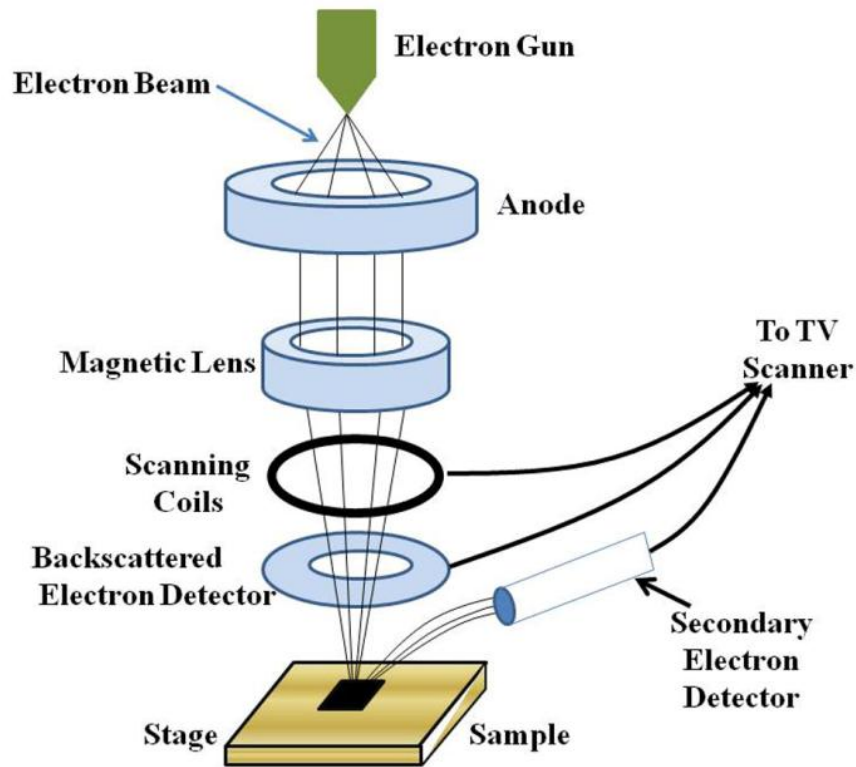 Electron Gun
Electron Beam
Anode
Magnetic Lens
To TV
Scanner
Scanning
Coils
Backscattered
Electron Detector
Secondary
Electron
Detector
Stage
Sample